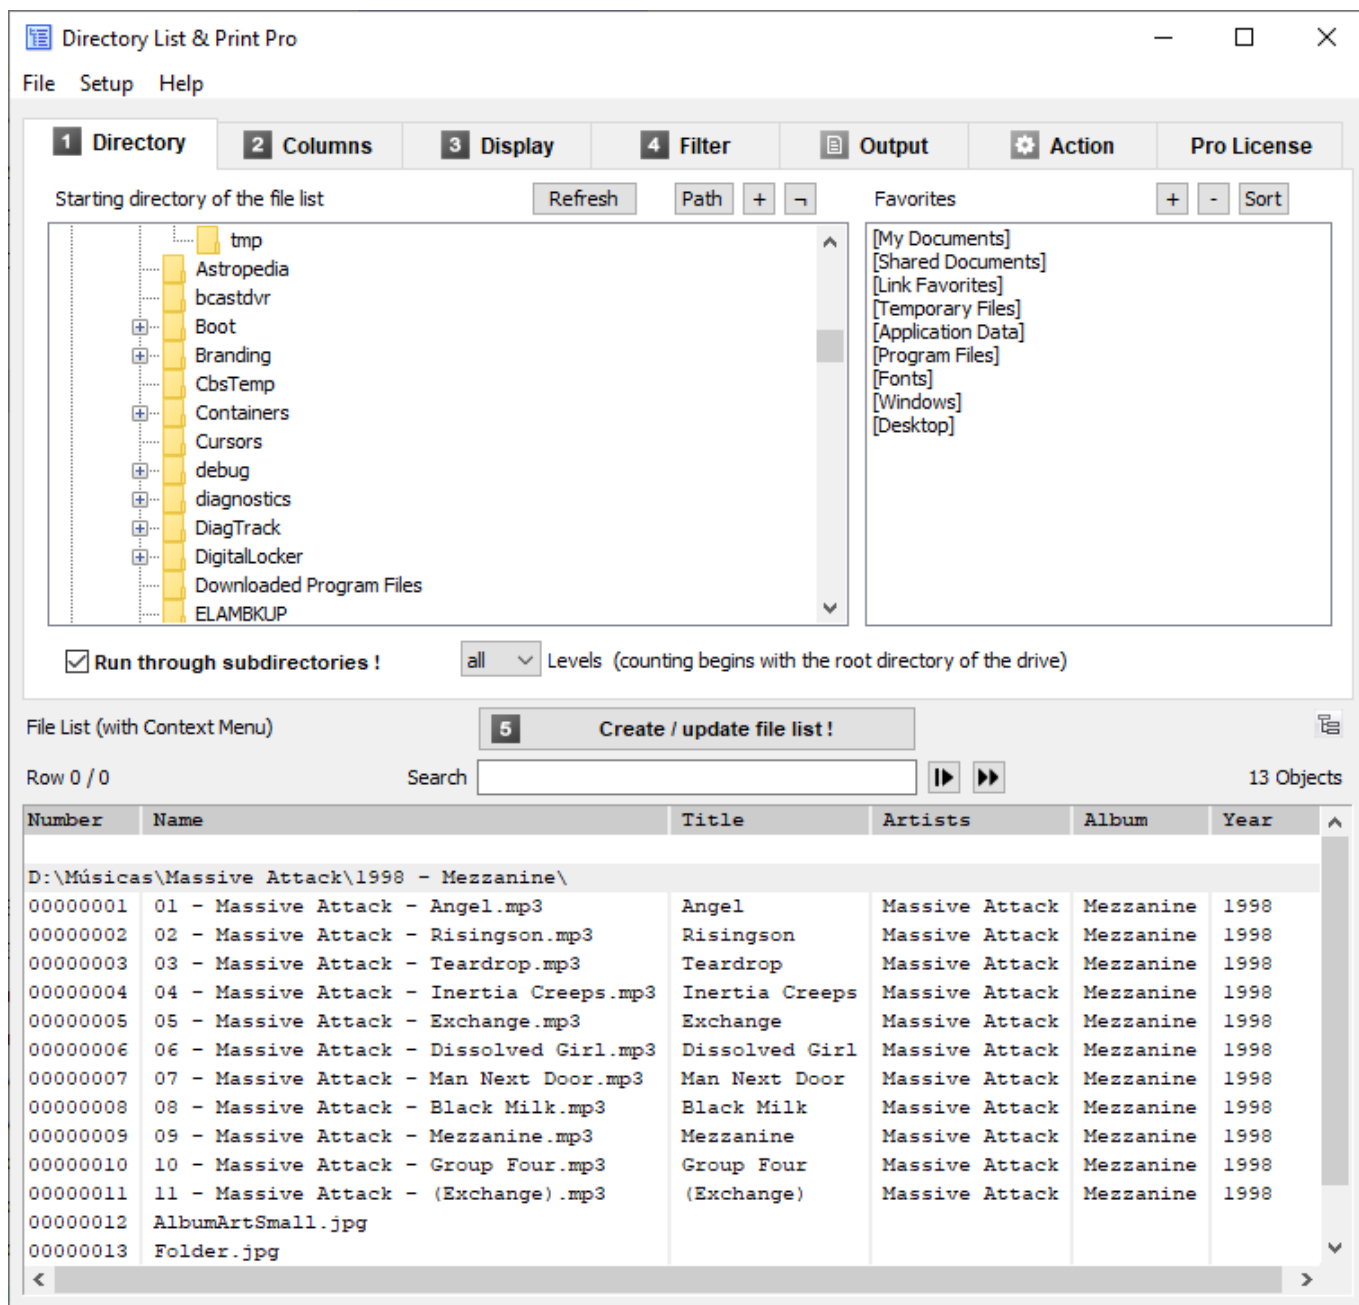 Directory List & Print Pro
File Setup Help
1 Directory 2 Columns 3 Display 4 Filter Output Action Pro License
Starting directory of the file list Refresh Path + ¬ Favorites + - Sort
tmp
Astropedia
bcastdvr
Boot
Branding
CbsTemp
Containers
Cursors
debug
diagnostics
DiagTrack
DigitalLocker
Downloaded Program Files
ELAMBKUP
[My Documents]
[Shared Documents]
[Link Favorites]
[Temporary Files]
[Application Data]
[Program Files]
[Fonts]
[Windows]
[Desktop]
Run through subdirectories ! all Levels (counting begins with the root directory of the drive)
File List (with Context Menu) 5 Create / update file list !
Row 0 / 0 Search 13 Objects
Number Name Title Artists Album Year
D:\Músicas\Massive Attack\1998 - Mezzanine\
00000001 01 - Massive Attack - Angel.mp3 Angel Massive Attack Mezzanine 1998
00000002 02 - Massive Attack - Risingson.mp3 Risingson Massive Attack Mezzanine 1998
00000003 03 - Massive Attack - Teardrop.mp3 Teardrop Massive Attack Mezzanine 1998
00000004 04 - Massive Attack - Inertia Creeps.mp3 Inertia Creeps Massive Attack Mezzanine 1998
00000005 05 - Massive Attack - Exchange.mp3 Exchange Massive Attack Mezzanine 1998
00000006 06 - Massive Attack - Dissolved Girl.mp3 Dissolved Girl Massive Attack Mezzanine 1998
00000007 07 - Massive Attack - Man Next Door.mp3 Man Next Door Massive Attack Mezzanine 1998
00000008 08 - Massive Attack - Black Milk.mp3 Black Milk Massive Attack Mezzanine 1998
00000009 09 - Massive Attack - Mezzanine.mp3 Mezzanine Massive Attack Mezzanine 1998
00000010 10 - Massive Attack - Group Four.mp3 Group Four Massive Attack Mezzanine 1998
00000011 11 - Massive Attack - (Exchange).mp3 (Exchange) Massive Attack Mezzanine 1998
00000012 AlbumArtSmall.jpg
00000013 Folder.jpg